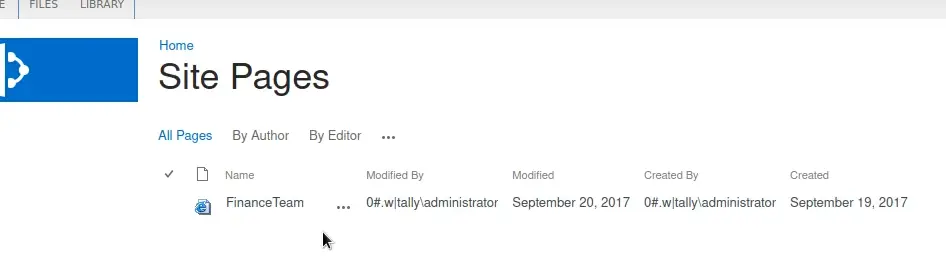 FILES LIBRARY
Home
Site Pages
All Pages By Author By Editor •••
Name Modified By Modified Created By Created
FinanceTeam ... 0#.w|tally\administrator September 20, 2017 0#.w|tally\administrator September 19, 2017